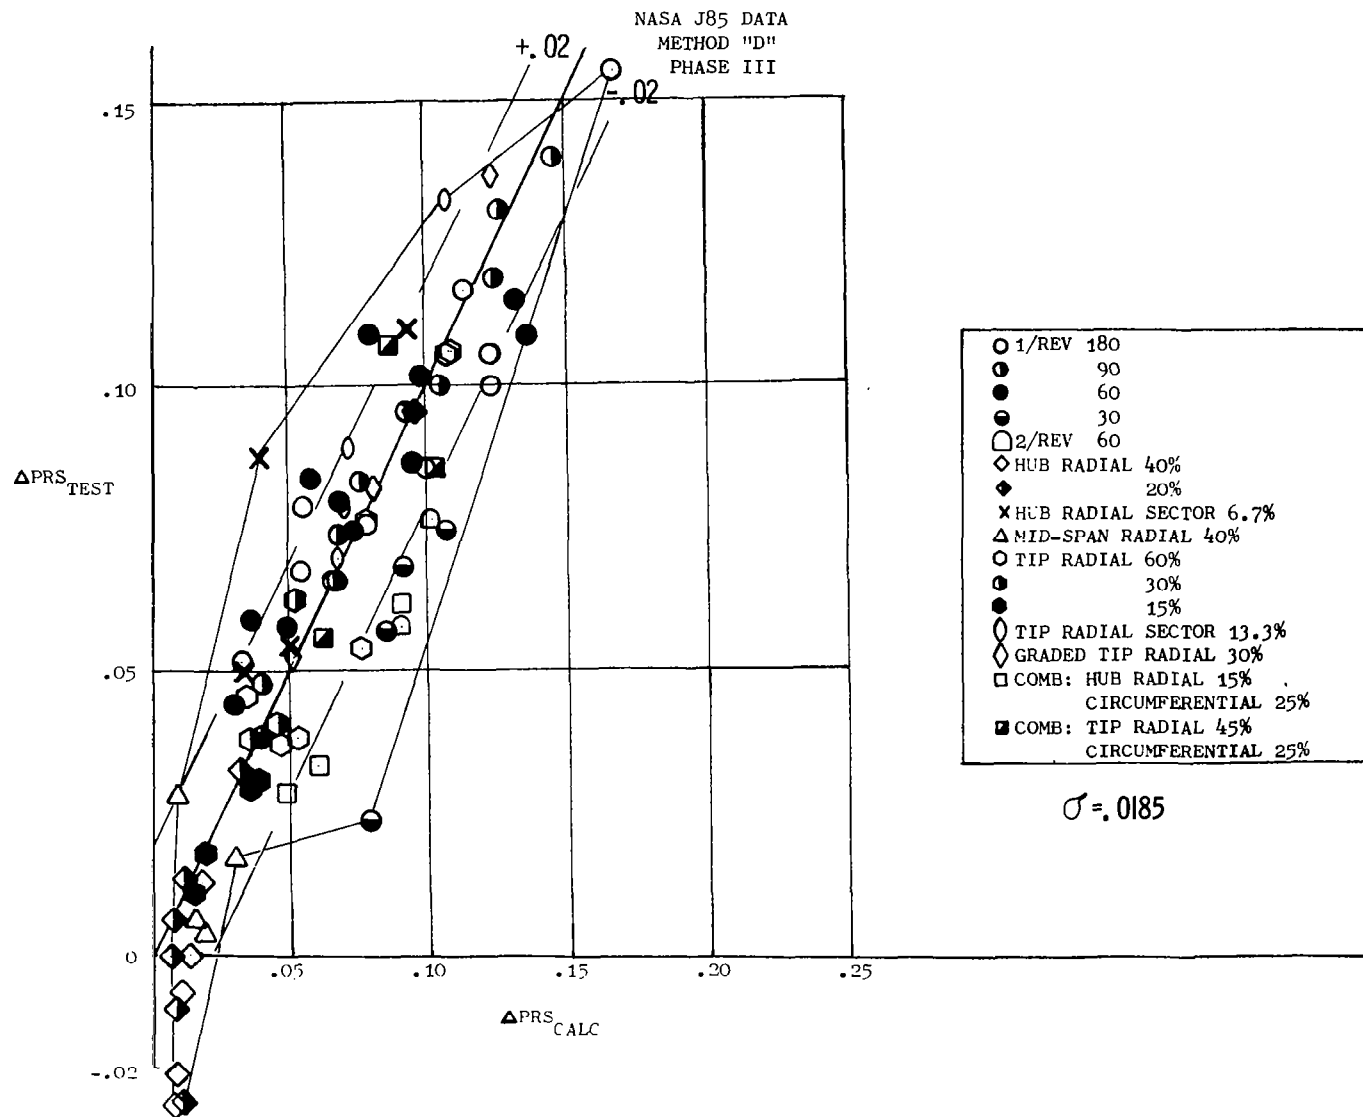 NASA J85 DATA
METHOD "D"
PHASE III
+.02
-.02
.15
.10
ΔPRS TEST
.05
0
-.02
.05
.10
.15
.20
.25
ΔPRS CALC
1/REV 180
90
60
30
2/REV 60
HUB RADIAL 40%
20%
HUB RADIAL SECTOR 6.7%
MID-SPAN RADIAL 40%
TIP RADIAL 60%
30%
15%
TIP RADIAL SECTOR 13.3%
GRADED TIP RADIAL 30%
COMB: HUB RADIAL 15%
CIRCUMFERENTIAL 25%
COMB: TIP RADIAL 45%
CIRCUMFERENTIAL 25%
σ=.0185